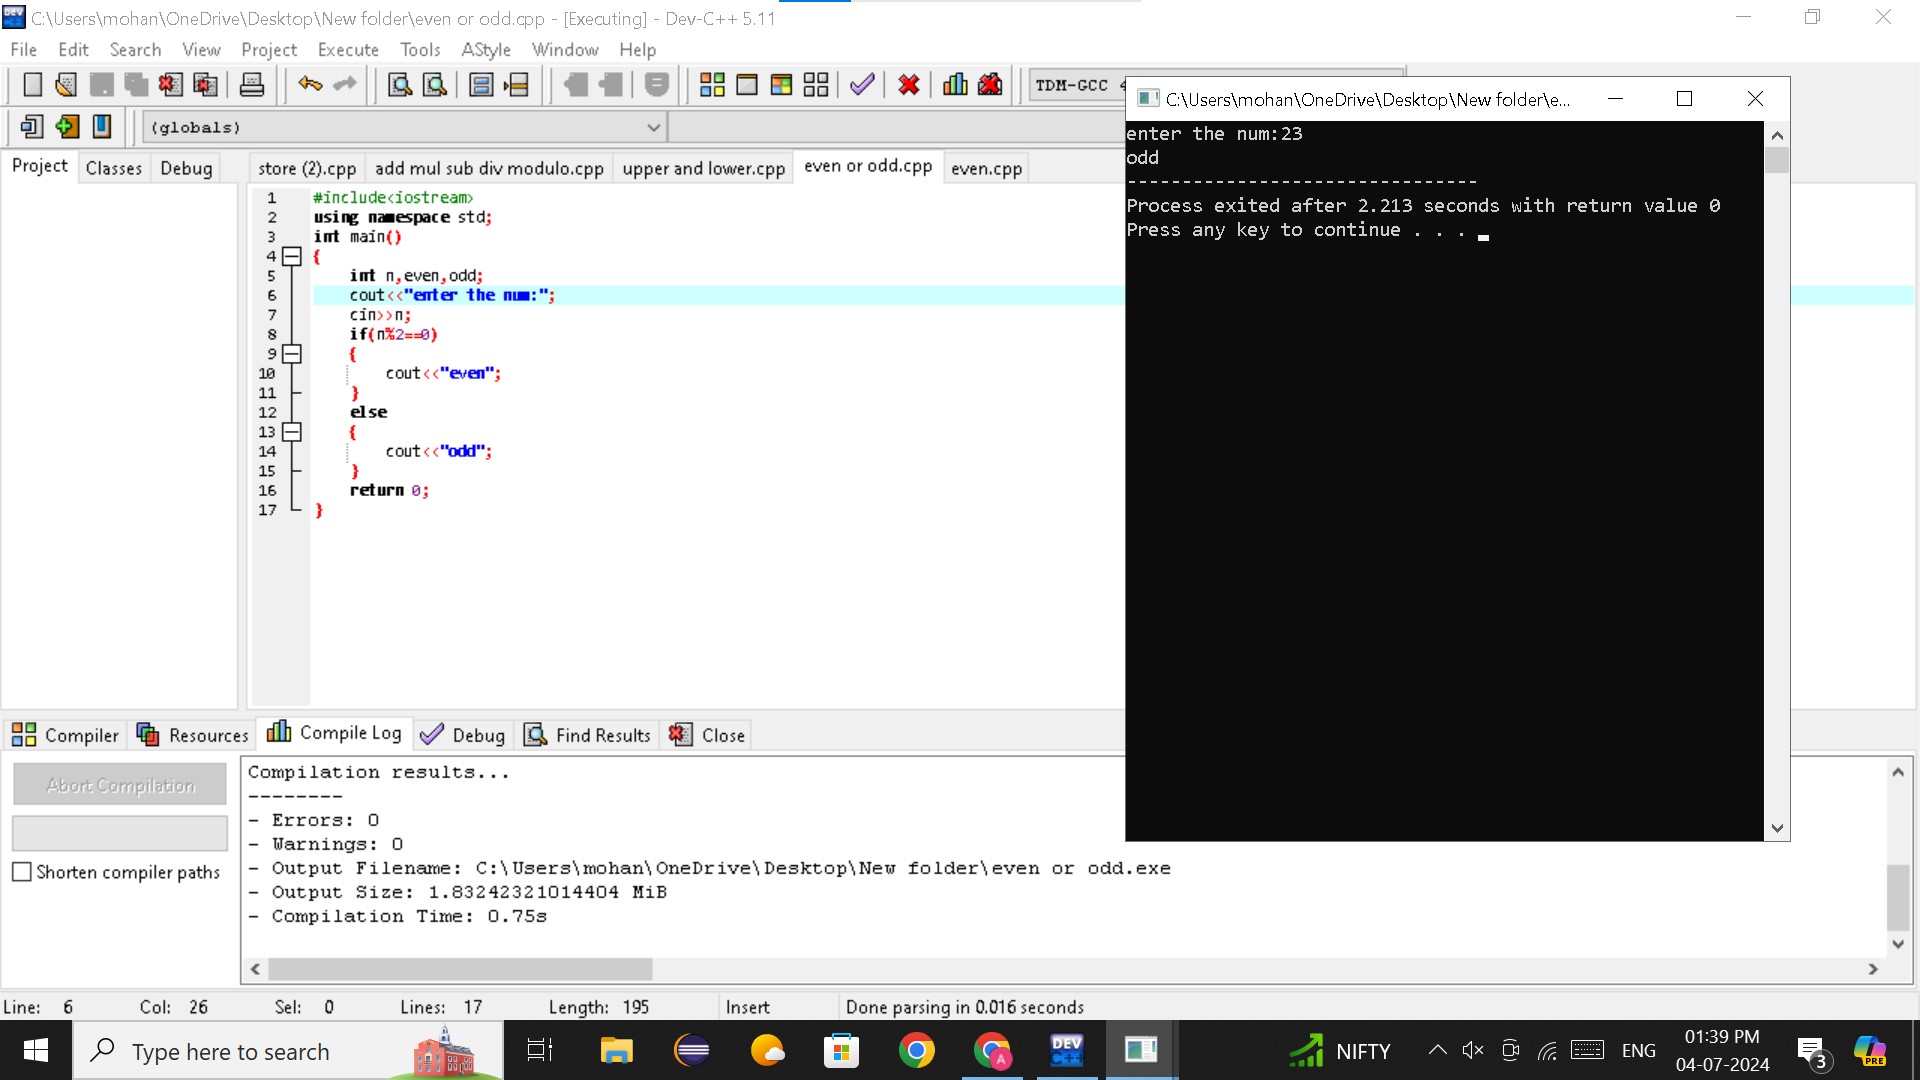 C:\Users\mohan\OneDrive\Desktop\New folder\even or odd.cpp - [Executing] - Dev-C++ 5.11
File Edit Search View Project Execute Tools AStyle Window Help
TDM-GCC 4
(globals)
Project Classes Debug
store (2).cpp add mul sub div modulo.cpp upper and lower.cpp even or odd.cpp even.cpp
1 #include<iostream>
2 using namespace std;
3 int main()
4 {
5 int n,even,odd;
6 cout<<"enter the num:";
7 cin>>n;
8 if(n%2==0)
9 {
10 cout<<"even";
11 }
12 else
13 {
14 cout<<"odd";
15 }
16 return 0;
17 }
C:\Users\mohan\OneDrive\Desktop\New folder\e...
enter the num:23
odd
--------------------------------
Process exited after 2.213 seconds with return value 0
Press any key to continue . . .
Compiler Resources Compile Log Debug Find Results Close
Abort Compilation
Shorten compiler paths
Compilation results...
--------
- Errors: 0
- Warnings: 0
- Output Filename: C:\Users\mohan\OneDrive\Desktop\New folder\even or odd.exe
- Output Size: 1.83242321014404 MiB
- Compilation Time: 0.75s
Line: 6 Col: 26 Sel: 0 Lines: 17 Length: 195 Insert Done parsing in 0.016 seconds
Type here to search
A
DEV C++
NIFTY
ENG
01:39 PM
04-07-2024
3
PRE